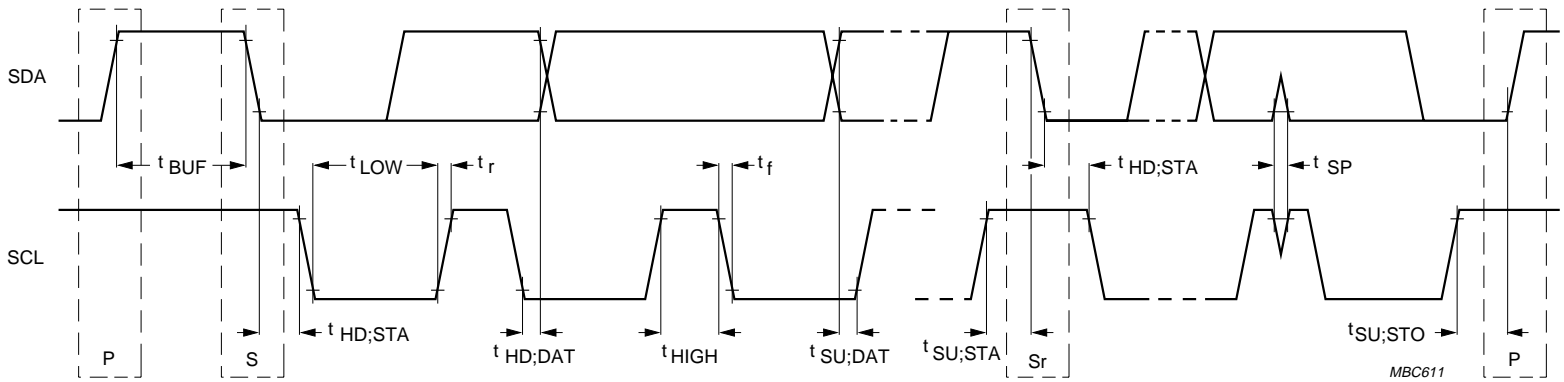 SDA
t BUF
t LOW
t r
t f
t HD;STA
t SP
SCL
t HD;STA
t HD;DAT
t HIGH
t SU;DAT
t SU;STA
t SU;STO
P
S
Sr
P
MBC611